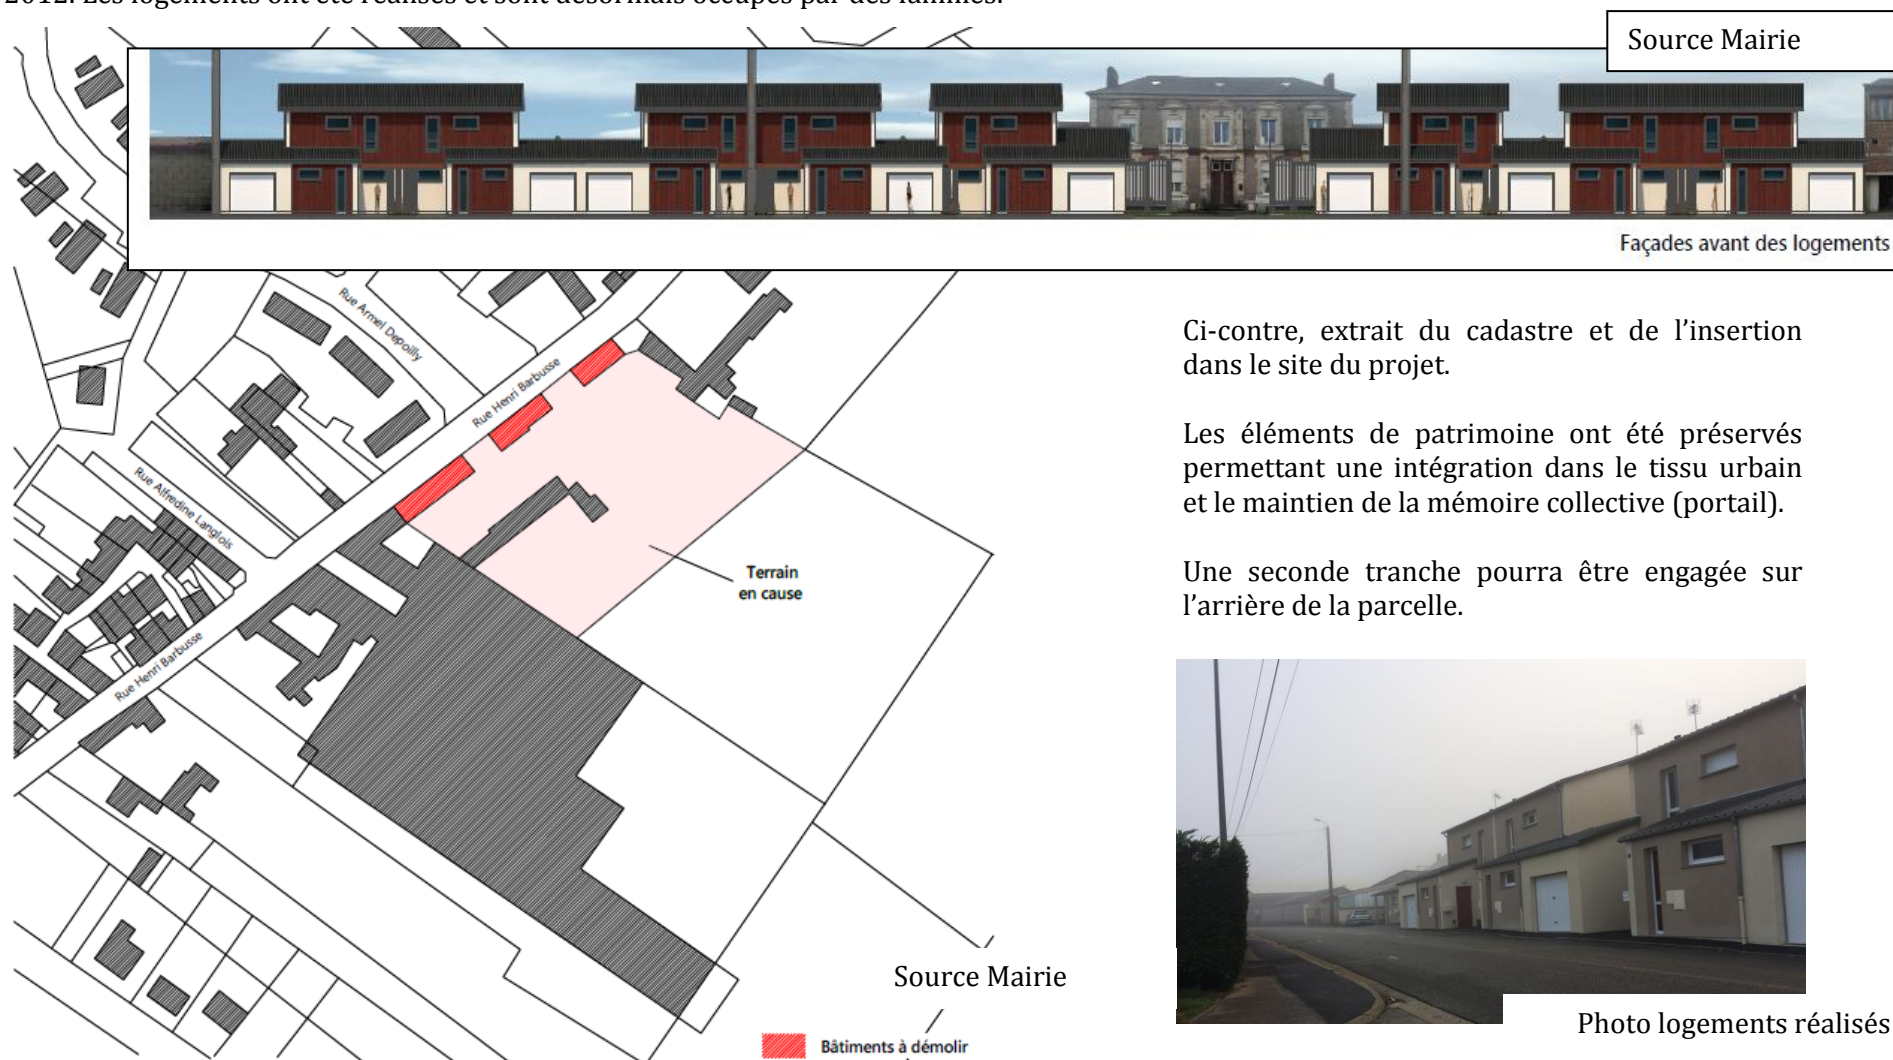 2012. Les logements ont été réalisés et sont désormais occupés par des familles.
Source Mairie
Façades avant des logements
Rue Armel Depoilly
Rue Henri Barbusse
Rue Alfredine Langlois
Rue Henri Barbusse
Terrain
en cause
Ci-contre, extrait du cadastre et de l’insertion
dans le site du projet.
Les éléments de patrimoine ont été préservés
permettant une intégration dans le tissu urbain
et le maintien de la mémoire collective (portail).
Une seconde tranche pourra être engagée sur
l’arrière de la parcelle.
Source Mairie
Bâtiments à démolir
Photo logements réalisés